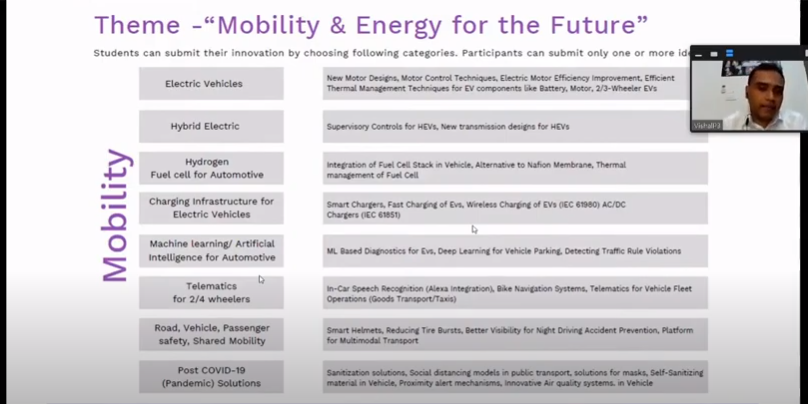 Theme -“Mobility & Energy for the Future”
Students can submit their innovation by choosing following categories. Participants can submit only one or more
Mobility
Electric Vehicles
New Motor Designs, Motor Control Techniques, Electric Motor Efficiency Improvement, Efficient
Thermal Management Techniques for EV components like Battery, Motor, 2/3-Wheeler EVs
Hybrid Electric
Supervisory Controls for HEVs, New transmission designs for HEVs
Hydrogen
Fuel cell for Automotive
Integration of Fuel Cell Stack in Vehicle, Alternative to Nafion Membrane, Thermal
management of Fuel Cell
Charging Infrastructure for
Electric Vehicles
Smart Chargers, Fast Charging of Evs, Wireless Charging of EVs (IEC 61980) AC/DC
Chargers (IEC 61851)
Machine learning/ Artificial
Intelligence for Automotive
ML Based Diagnostics for Evs, Deep Learning for Vehicle Parking, Detecting Traffic Rule Violations
Telematics
for 2/4 wheelers
In-Car Speech Recognition (Alexa Integration), Bike Navigation Systems, Telematics for Vehicle Fleet
Operations (Goods Transport/Taxis)
Road, Vehicle, Passenger
safety, Shared Mobility
Smart Helmets, Reducing Tire Bursts, Better Visibility for Night Driving Accident Prevention, Platform
for Multimodal Transport
Post COVID-19
(Pandemic) Solutions
Sanitization solutions, Social distancing models in public transport, solutions for masks, Self-Sanitizing
material in Vehicle, Proximity alert mechanisms, Innovative Air quality systems. in Vehicle